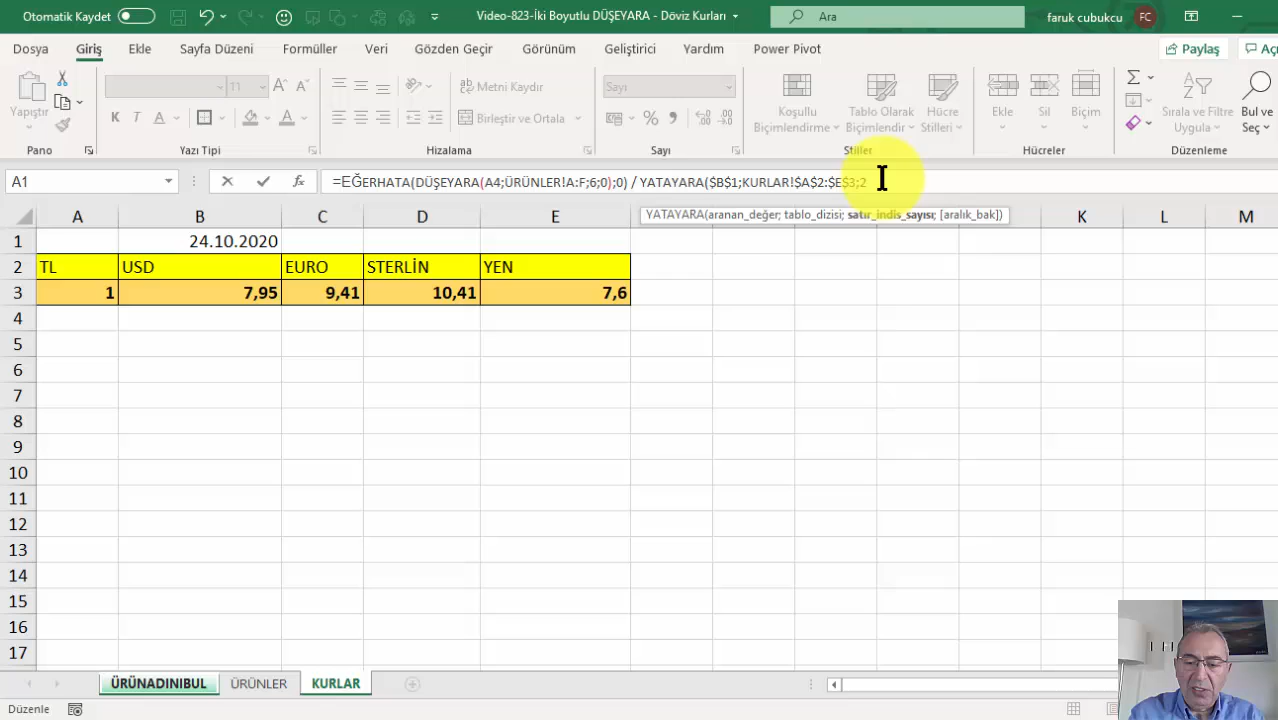 Otomatik Kaydet
Video-823-İki Boyutlu DÜŞEYARA - Döviz Kurları
Ara
faruk cubukcu
FC
Dosya Giriş Ekle Sayfa Düzeni Formüller Veri Gözden Geçir Görünüm Geliştirici Yardım Power Pivot Paylaş Açı
Yapıştır
11
K T A
Metni Kaydır
Birleştir ve Ortala
Sayı
Koşullu Biçimlendirme
Tablo Olarak Biçimlendir
Hücre Stilleri
Ekle
Sil
Biçim
Sırala ve Filtre Uygula
Bul ve Seç
Pano Yazı Tipi Hizalama Sayı Stiller Hücreler Düzenleme
A1
fx
=EĞERHATA(DÜŞEYARA(A4;ÜRÜNLER!A:F;6;0);0) / YATAYARA($B$1;KURLAR!$A$2:$E$3;2
YATAYARA(aranan_değer; tablo_dizisi; satır_indis_sayısı; [aralık_bak])
A B C D E K L M
1 24.10.2020
2 TL USD EURO STERLİN YEN
3 1 7,95 9,41 10,41 7,6
4
5
6
7
8
9
10
11
12
13
14
15
16
17
ÜRÜNADINIBUL ÜRÜNLER KURLAR
Düzenle